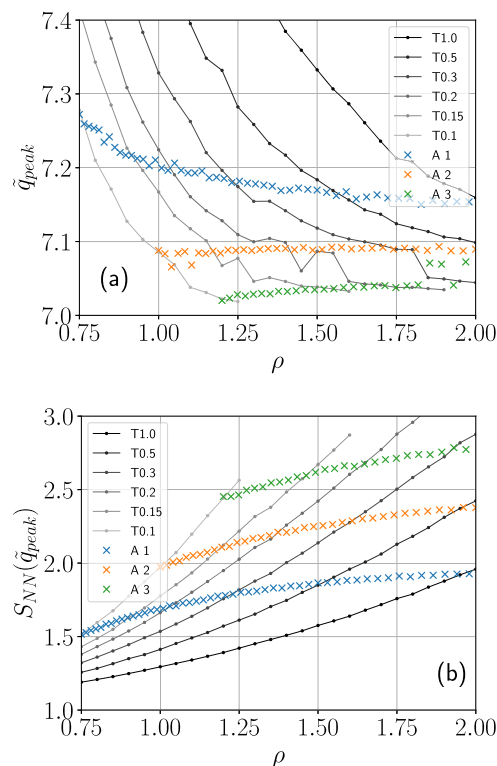 7.4
7.3
7.2
7.1
7.0
q̃peak
T1.0
T0.5
T0.3
T0.2
T0.15
T0.1
A 1
A 2
A 3
(a)
0.75 1.00 1.25 1.50 1.75 2.00
ρ
3.0
2.5
2.0
1.5
1.0
SNN(q̃peak)
T1.0
T0.5
T0.3
T0.2
T0.15
T0.1
A 1
A 2
A 3
(b)
0.75 1.00 1.25 1.50 1.75 2.00
ρ